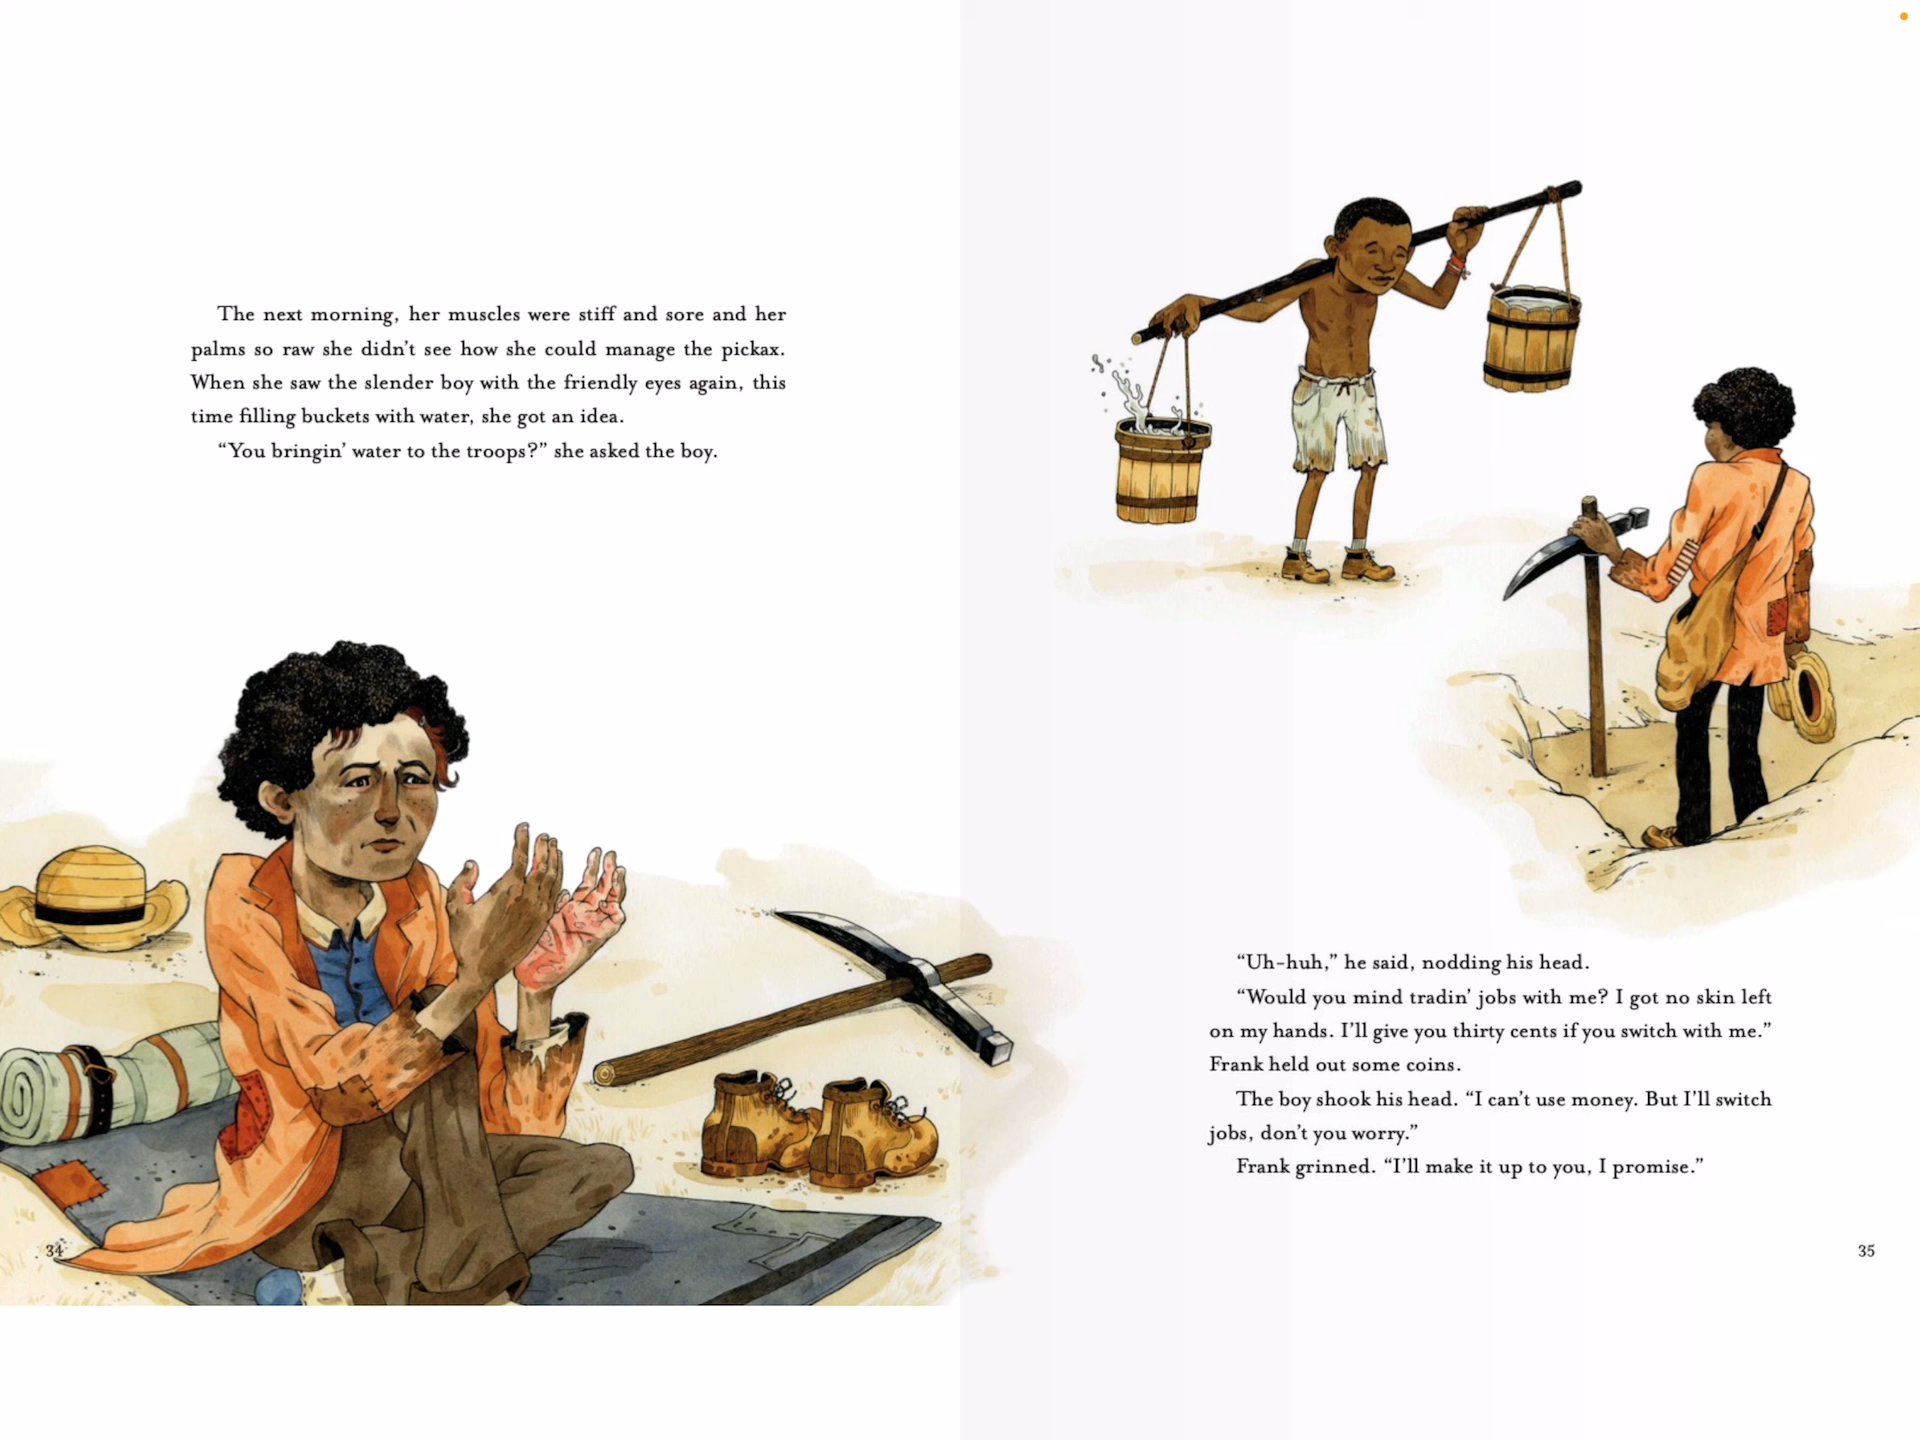 The next morning, her muscles were stiff and sore and her
palms so raw she didn’t see how she could manage the pickax.
When she saw the slender boy with the friendly eyes again, this
time filling buckets with water, she got an idea.
“You bringin’ water to the troops?” she asked the boy.
34
“Uh-huh,” he said, nodding his head.
“Would you mind tradin’ jobs with me? I got no skin left
on my hands. I’ll give you thirty cents if you switch with me.”
Frank held out some coins.
The boy shook his head. “I can’t use money. But I’ll switch
jobs, don’t you worry.”
Frank grinned. “I’ll make it up to you, I promise.”
35